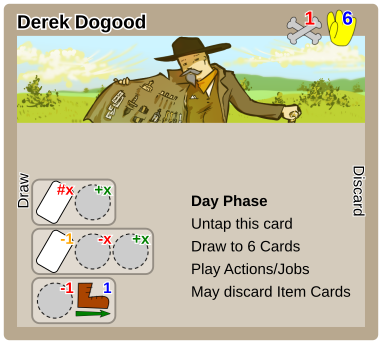 Derek Dogood
1 6
Draw
Discard
#x +x
-1 -x +x
-1 1
Day Phase
Untap this card
Draw to 6 Cards
Play Actions/Jobs
May discard Item Cards